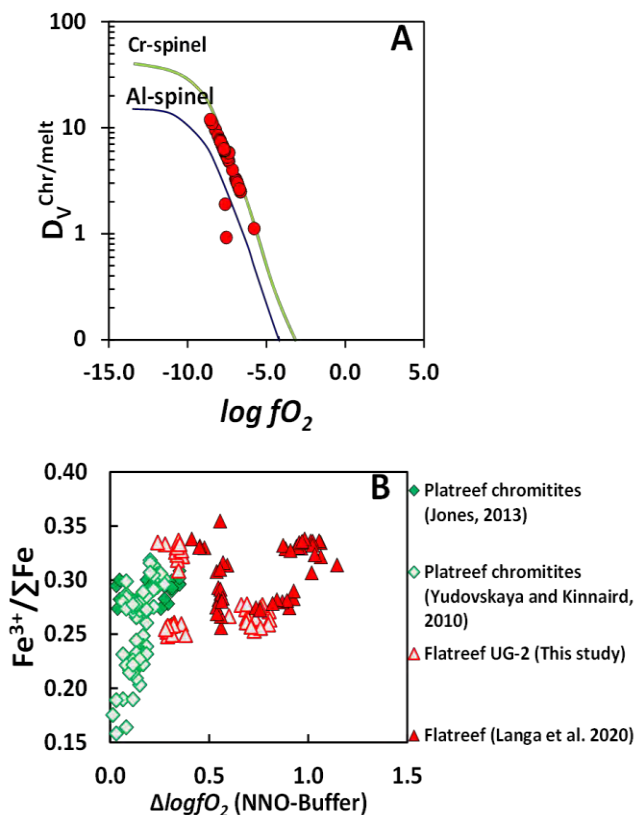 A
Cr-spinel
Al-spinel
D_V^Chr/melt
100
10
1
0
-15.0 -10.0 -5.0 0.0 5.0
log fO₂
B
Fe³⁺/∑Fe
0.40
0.35
0.30
0.25
0.20
0.15
0.0 0.5 1.0 1.5
ΔlogfO₂ (NNO-Buffer)
Platreef chromitites
(Jones, 2013)
Platreef chromitites
(Yudovskaya and Kinnaird,
2010)
Flatreef UG-2 (This study)
Flatreef (Langa et al. 2020)